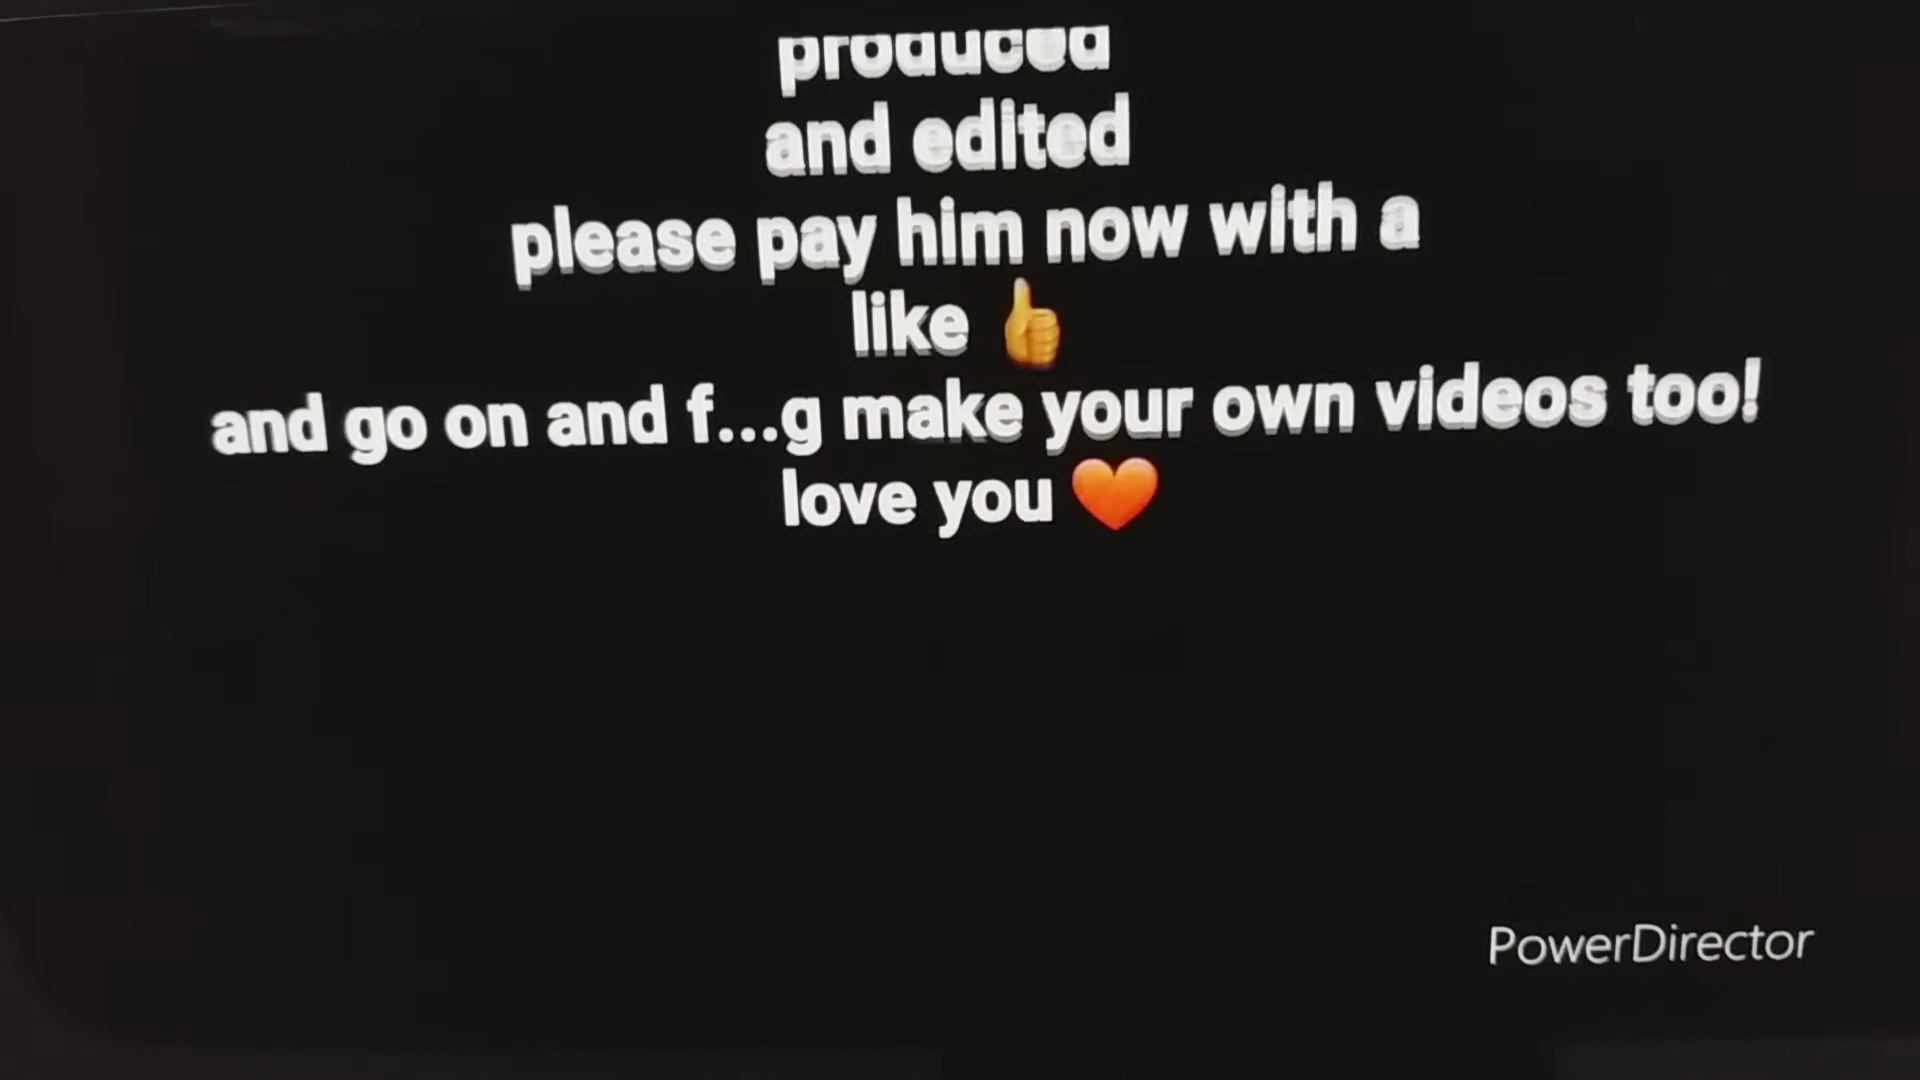 produced
and edited
please pay him now with a
like 👍
and go on and f...g make your own videos too!
love you ❤️
PowerDirector